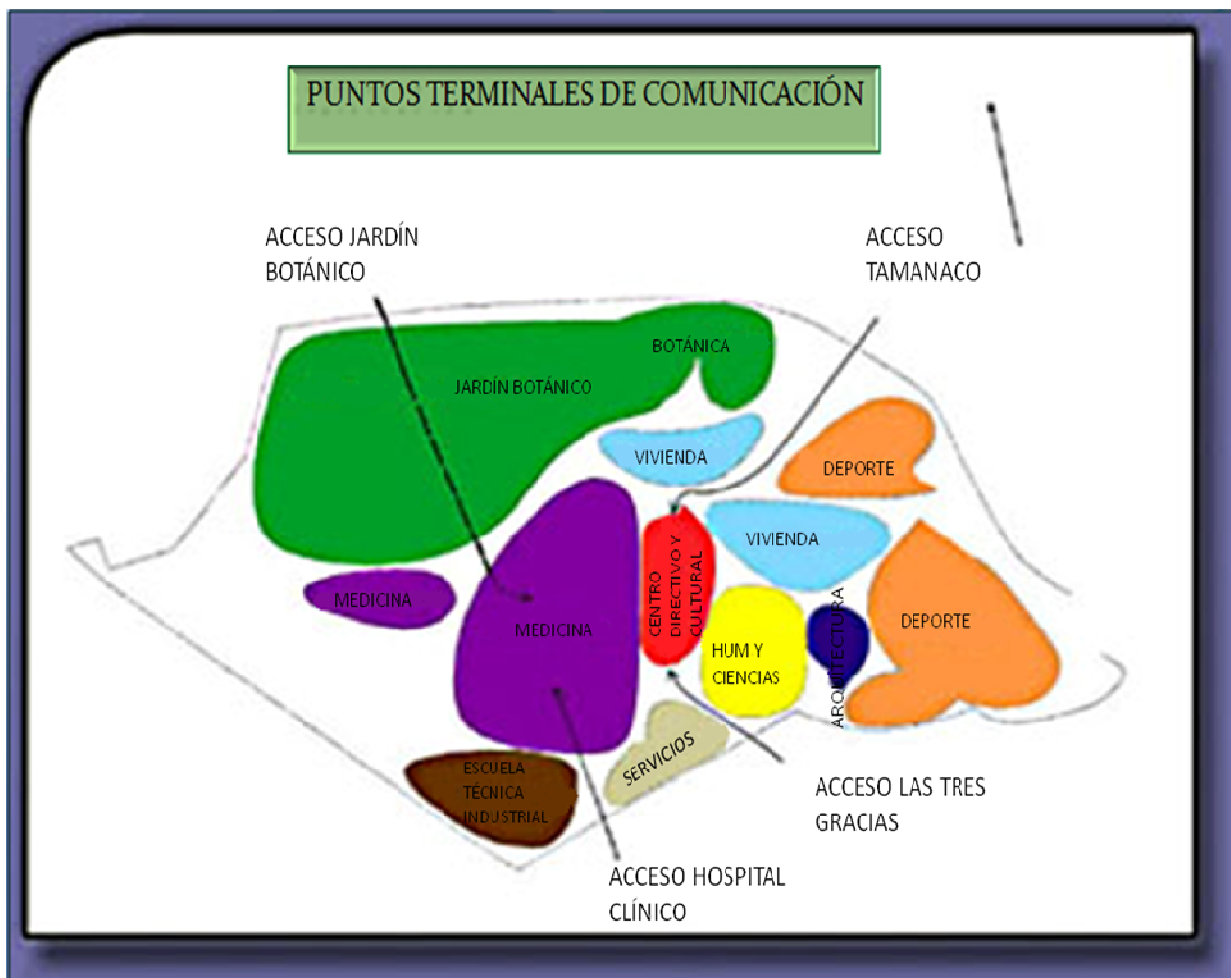 PUNTOS TERMINALES DE COMUNICACIÓN
ACCESO JARDÍN
BOTÁNICO
ACCESO
TAMANACO
BOTÁNICA
JARDÍN BOTÁNICO
VIVIENDA
DEPORTE
VIVIENDA
MEDICINA
MEDICINA
CENTRO
DIRECTIVO Y
CULTURAL
HUM Y
CIENCIAS
ARQUITECTURA
DEPORTE
SERVICIOS
ESCUELA
TÉCNICA
INDUSTRIAL
ACCESO LAS TRES
GRACIAS
ACCESO HOSPITAL
CLÍNICO